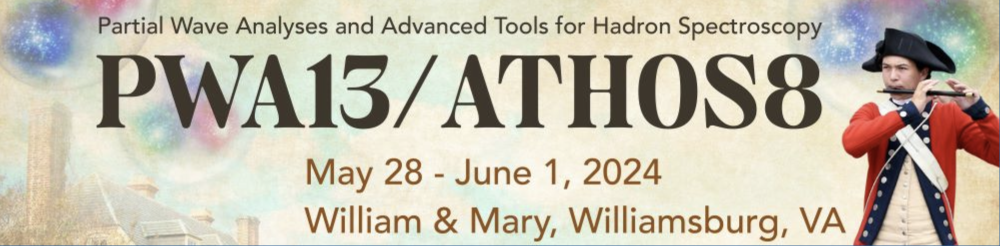 Partial Wave Analyses and Advanced Tools for Hadron Spectroscopy
PWA13/ATHOS8
May 28 - June 1, 2024
William & Mary, Williamsburg, VA